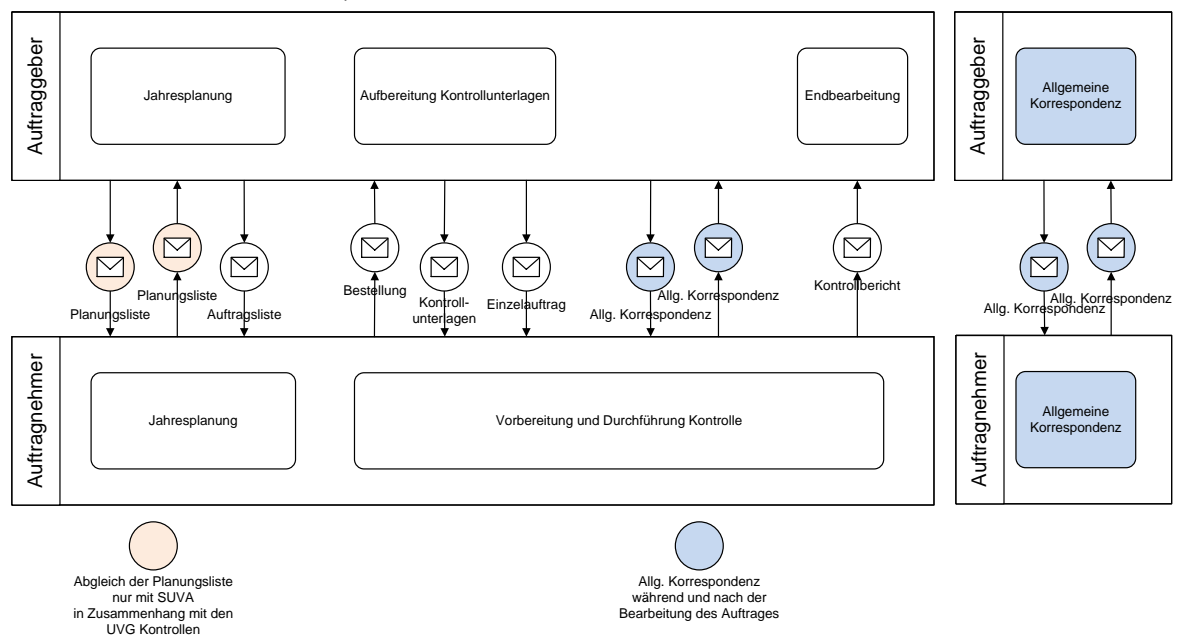 Auftraggeber
Jahresplanung
Aufbereitung Kontrollunterlagen
Endbearbeitung
Auftraggeber
Allgemeine
Korrespondenz
Planungsliste
Planungsliste
Auftragsliste
Bestellung
Kontroll-
unterlagen
Einzelauftrag
Allg. Korrespondenz
Allg. Korrespondenz
Kontrollbericht
Allg. Korrespondenz
Allg. Korrespondenz
Auftragnehmer
Jahresplanung
Vorbereitung und Durchführung Kontrolle
Auftragnehmer
Allgemeine
Korrespondenz
Abgleich der Planungsliste
nur mit SUVA
in Zusammenhang mit den
UVG Kontrollen
Allg. Korrespondenz
während und nach der
Bearbeitung des Auftrages